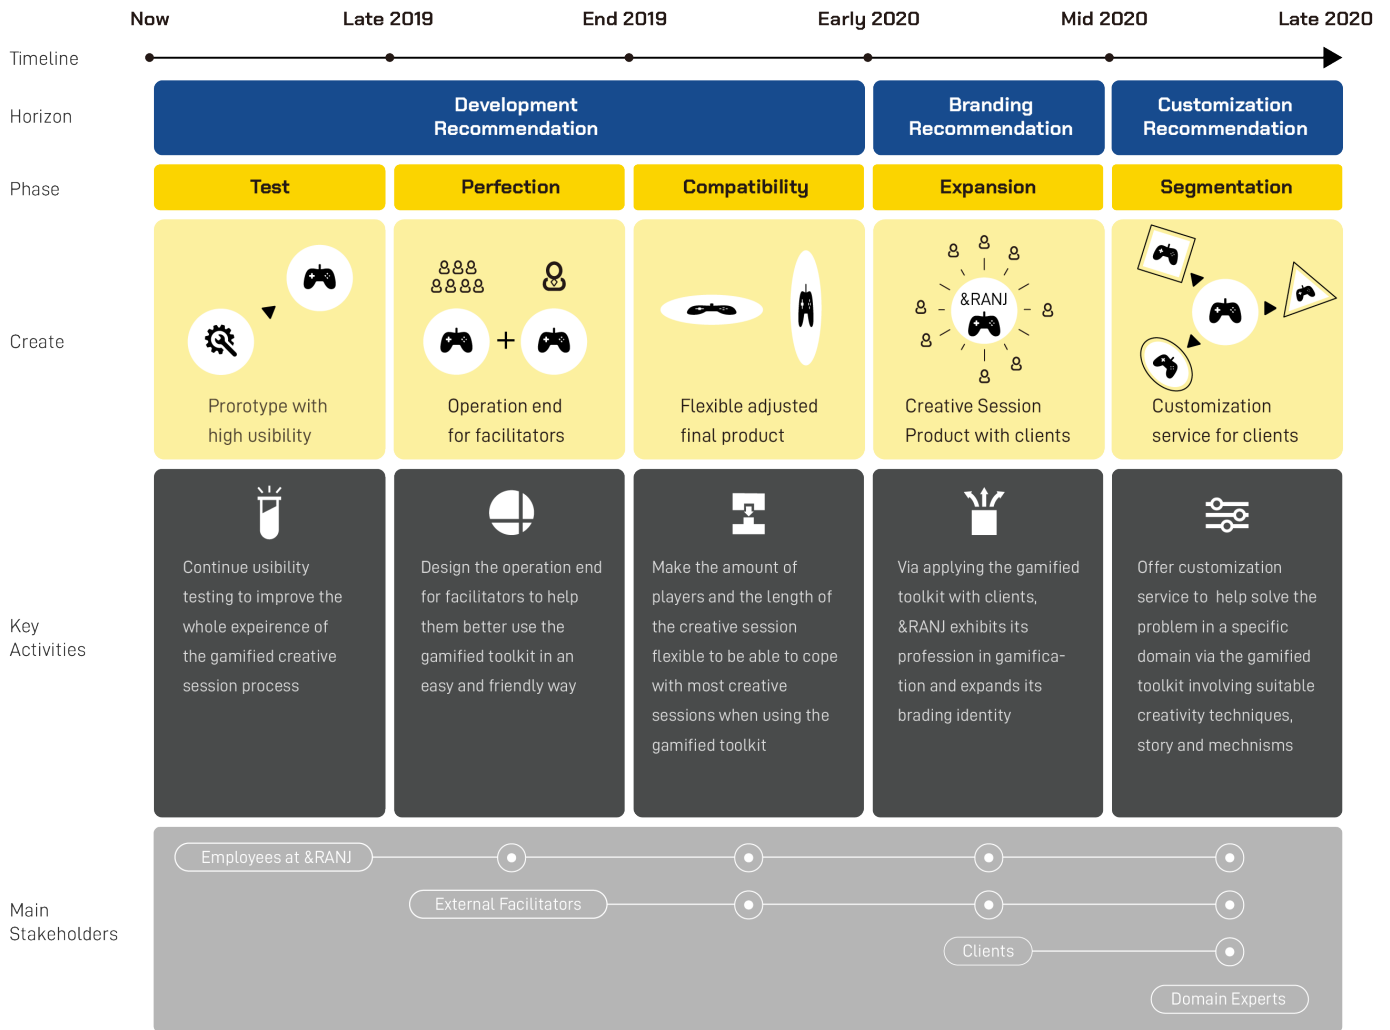 Now
Late 2019
End 2019
Early 2020
Mid 2020
Late 2020
Timeline
Horizon
Development
Recommendation
Branding
Recommendation
Customization
Recommendation
Phase
Test
Perfection
Compatibility
Expansion
Segmentation
Create
Prorotype with
high usibility
Operation end
for facilitators
Flexible adjusted
final product
&RANJ
Creative Session
Product with clients
Customization
service for clients
Key
Activities
Continue usibility
testing to improve the
whole expeirence of
the gamified creative
session process
Design the operation end
for facilitators to help
them better use the
gamified toolkit in an
easy and friendly way
Make the amount of
players and the length of
the creative session
flexible to be able to cope
with most creative
sessions when using the
gamified toolkit
Via applying the gamified
toolkit with clients,
&RANJ exhibits its
profession in gamifica-
tion and expands its
brading identity
Offer customization
service to  help solve the
problem in a specific
domain via the gamified
toolkit involving suitable
creativity techniques,
story and mechnisms
Main
Stakeholders
Employees at &RANJ
External Facilitators
Clients
Domain Experts